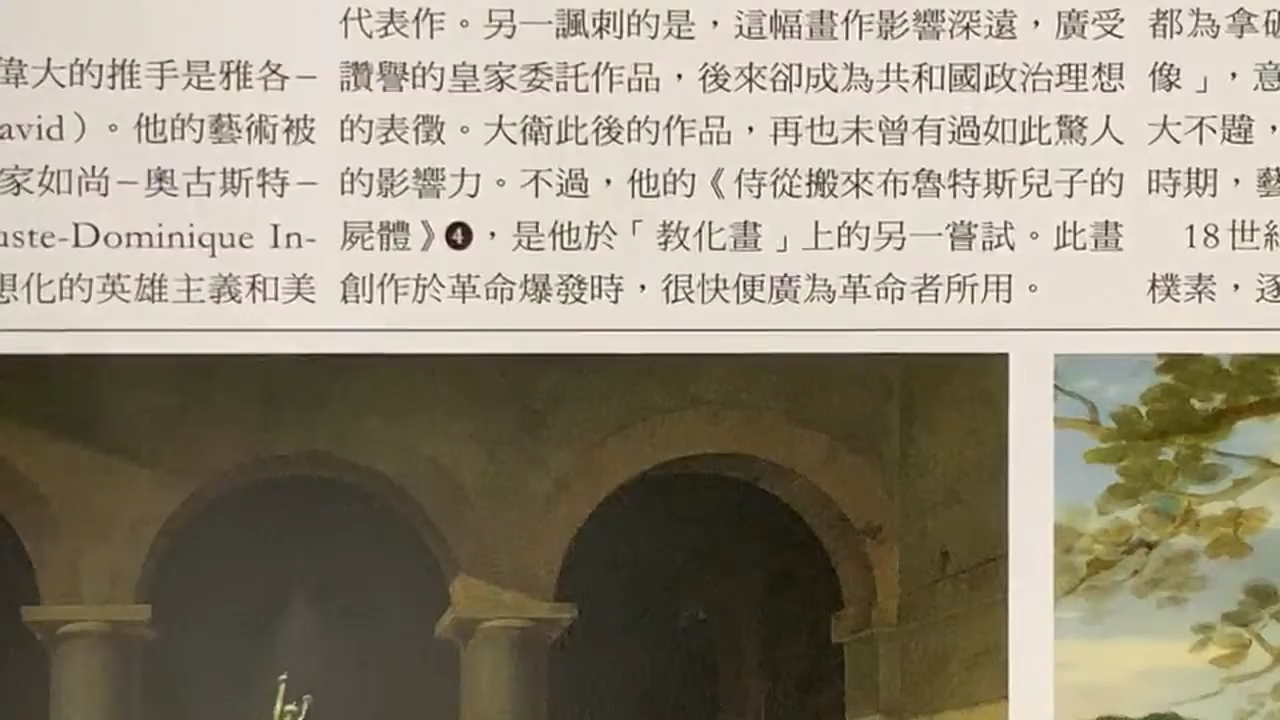 偉大的推手是雅各–
avid)。他的藝術被
家如尚–奧古斯特–
uste-Dominique In-
想化的英雄主義和美
代表作。另一諷刺的是,這幅畫作影響深遠,廣受
讚譽的皇家委託作品,後來卻成為共和國政治理想
的表徵。大衛此後的作品,再也未曾有過如此驚人
的影響力。不過,他的《侍從搬來布魯特斯兒子的
屍體》❹,是他於「教化畫」上的另一嘗試。此畫
創作於革命爆發時,很快便廣為革命者所用。
都為拿破
像」,意
大不韙,
時期,藝
18世紀
樸素,逐